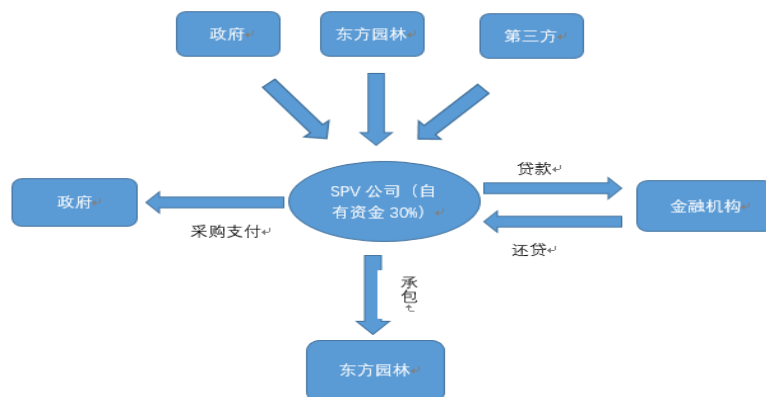 政府
东方园林
第三方
贷款
SPV 公司（自
有资金 30%）
政府
金融机构
采购支付
还贷
承包
东方园林